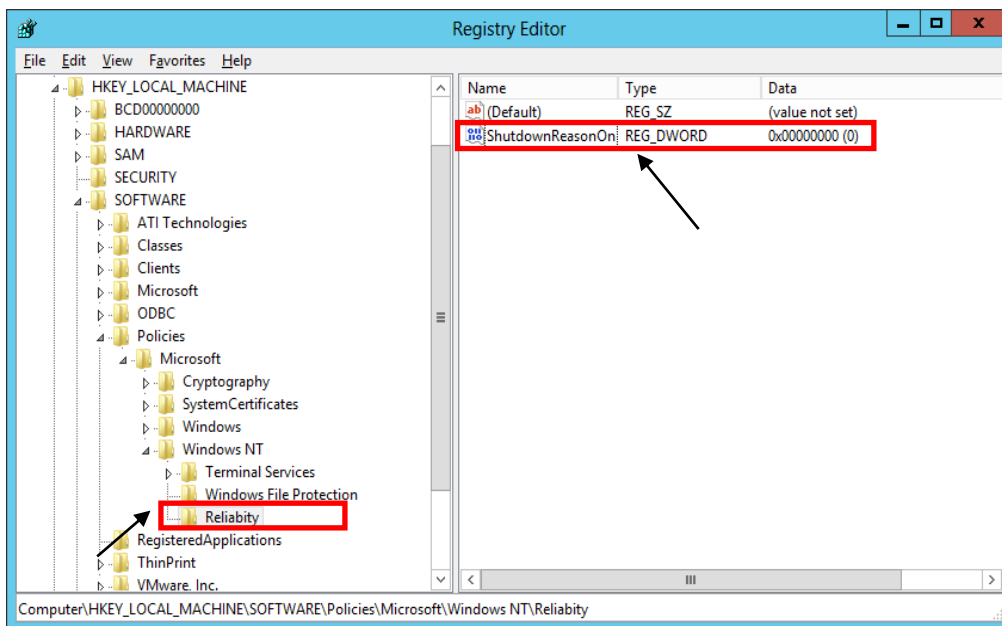 Registry Editor
File Edit View Favorites Help
HKEY_LOCAL_MACHINE
BCD00000000
HARDWARE
SAM
SECURITY
SOFTWARE
ATI Technologies
Classes
Clients
Microsoft
ODBC
Policies
Microsoft
Cryptography
SystemCertificates
Windows
Windows NT
Terminal Services
Windows File Protection
Reliabity
RegisteredApplications
ThinPrint
VMware, Inc.
Name Type Data
ab (Default) REG_SZ (value not set)
ShutdownReasonOn REG_DWORD 0x00000000 (0)
Computer\HKEY_LOCAL_MACHINE\SOFTWARE\Policies\Microsoft\Windows NT\Reliabity